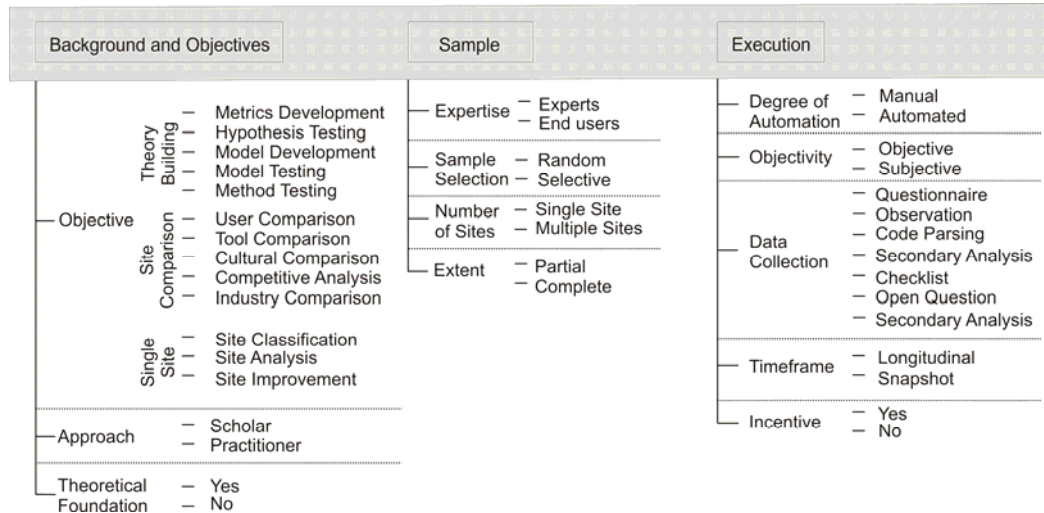 Background and Objectives
Objective
Theory
Building
– Metrics Development
– Hypothesis Testing
– Model Development
– Model Testing
– Method Testing
Site
Comparison
– User Comparison
– Tool Comparison
– Cultural Comparison
– Competitive Analysis
– Industry Comparison
Single
Site
– Site Classification
– Site Analysis
– Site Improvement
Approach
– Scholar
– Practitioner
Theoretical
Foundation
– Yes
– No
Sample
Expertise
– Experts
– End users
Sample
Selection
– Random
– Selective
Number
of Sites
– Single Site
– Multiple Sites
Extent
– Partial
– Complete
Execution
Degree of
Automation
– Manual
– Automated
Objectivity
– Objective
– Subjective
Data
Collection
– Questionnaire
– Observation
– Code Parsing
– Secondary Analysis
– Checklist
– Open Question
– Secondary Analysis
Timeframe
– Longitudinal
– Snapshot
Incentive
– Yes
– No